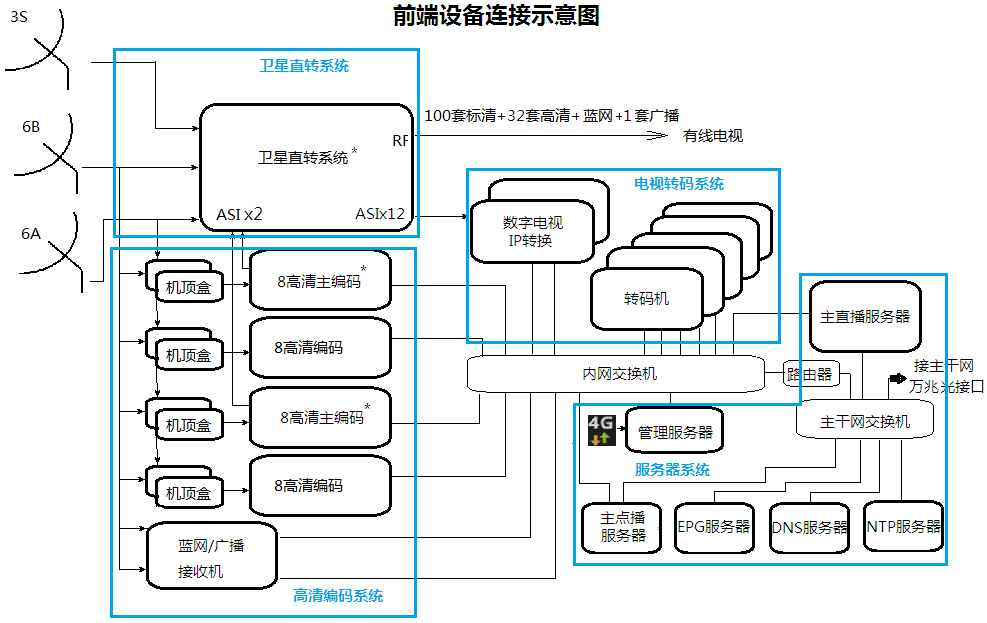 前端设备连接示意图
3S
卫星直转系统
100套标清+32套高清+ 蓝网 +1 套广播
6B
RF
有线电视
卫星直转系统*
电视转码系统
ASI x2
ASIx12
数字电视
IP转换
6A
8高清主编码*
机顶盒
转码机
主直播服务器
8高清编码
机顶盒
内网交换机
路由器
接主干网
万兆光接口
8高清主编码*
机顶盒
4G
管理服务器
主干网交换机
服务器系统
8高清编码
机顶盒
主点播
服务器
EPG服务器
DNS服务器
NTP服务器
蓝网/广播
接收机
高清编码系统